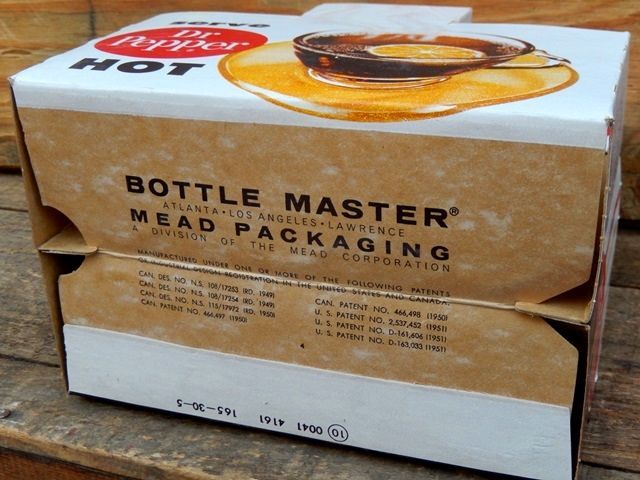 serve
Dr
Pepper
HOT
BOTTLE MASTER®
ATLANTA · LOS ANGELES · LAWRENCE
MEAD PACKAGING
A DIVISION OF THE MEAD CORPORATION
MANUFACTURED UNDER ONE OR MORE OF THE FOLLOWING PATENTS
OR INDUSTRIAL DESIGN REGISTRATION IN THE UNITED STATES AND CANADA:
CAN. DES. NO. N.S. 108/17253 (RD. 1949)
CAN. DES. NO. N.S. 108/17254 (RD. 1949)
CAN. DES. NO. N.S. 115/17972 (RD. 1950)
CAN. PATENT NO. 466,497 (1950)
CAN. PATENT NO. 466,498 (1950)
U. S. PATENT NO. 2,537,452 (1951)
U. S. PATENT NO. D-161,606 (1951)
U. S. PATENT NO. D-163,033 (1951)
4
10 0041 4161 165-30-5